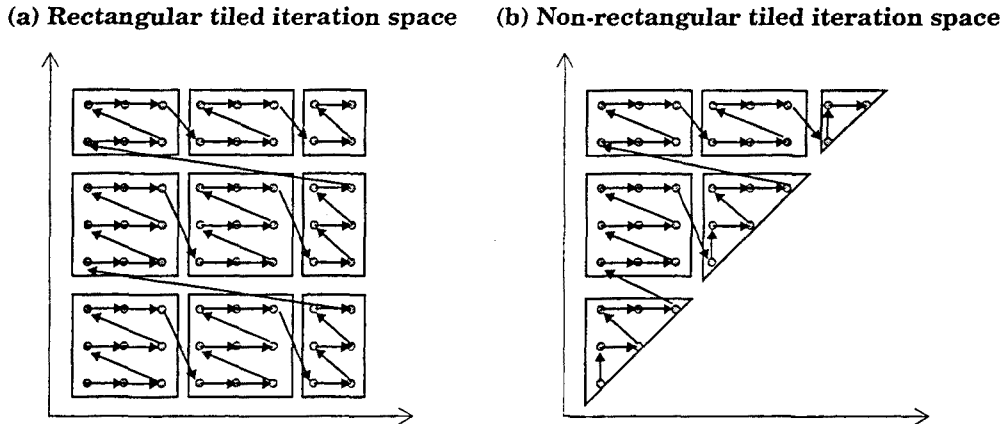 (a) Rectangular tiled iteration space
(b) Non-rectangular tiled iteration space